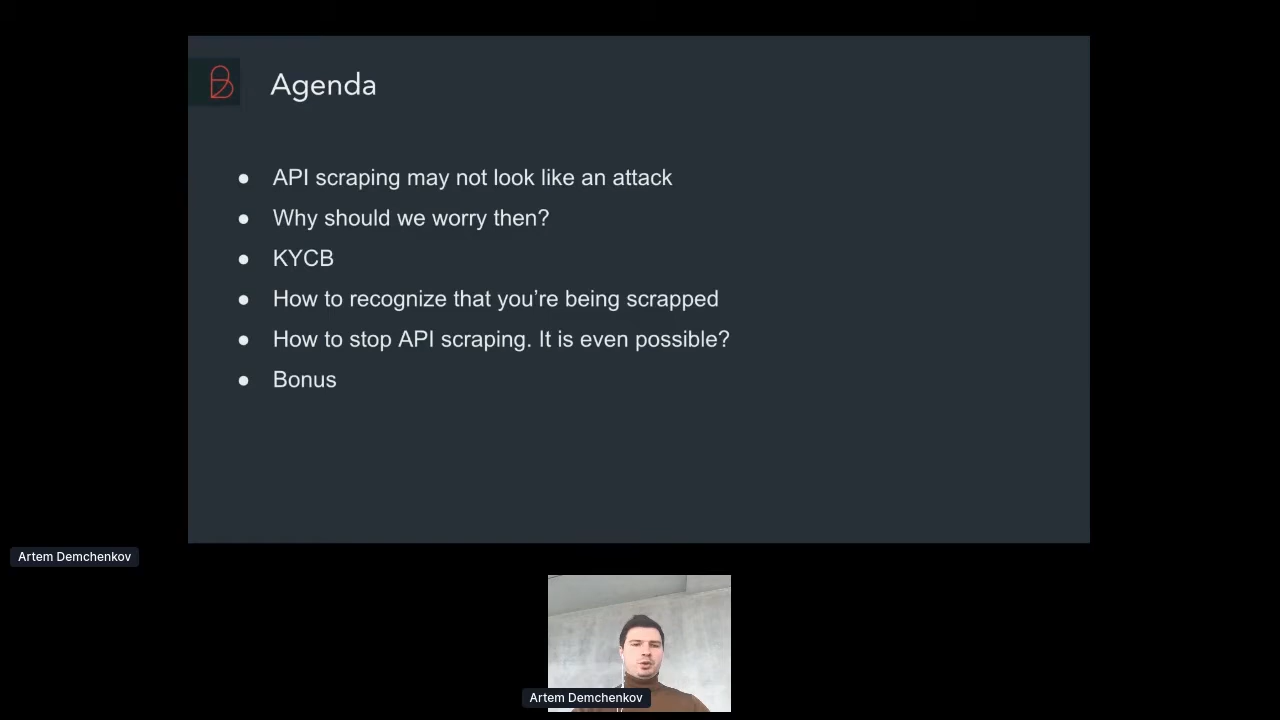 Agenda
● API scraping may not look like an attack
● Why should we worry then?
● KYCB
● How to recognize that you’re being scrapped
● How to stop API scraping. It is even possible?
● Bonus
Artem Demchenkov
Artem Demchenkov